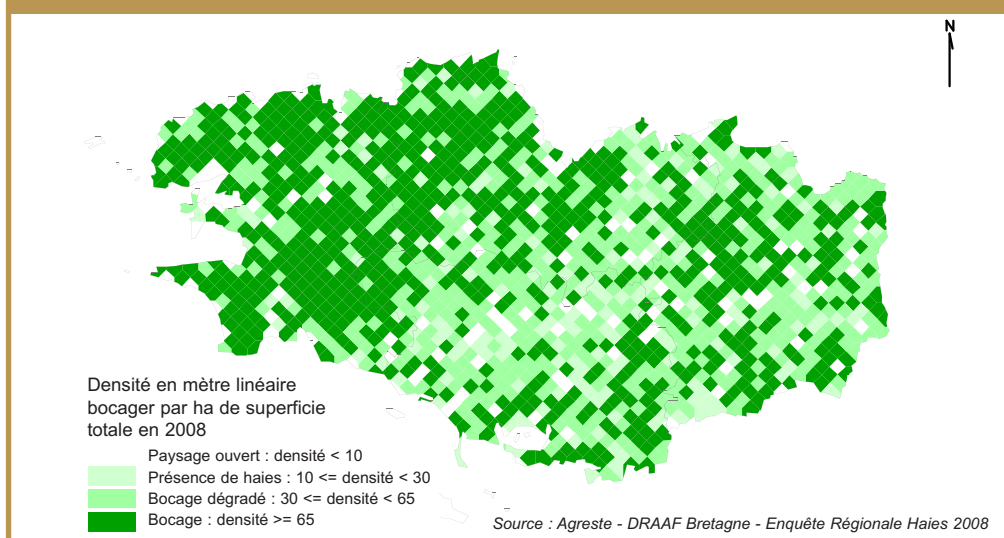 N
Densité en mètre linéaire
bocager par ha de superficie
totale en 2008
Paysage ouvert : densité < 10
Présence de haies : 10 <= densité < 30
Bocage dégradé : 30 <= densité < 65
Bocage : densité >= 65
Source : Agreste - DRAAF Bretagne - Enquête Régionale Haies 2008